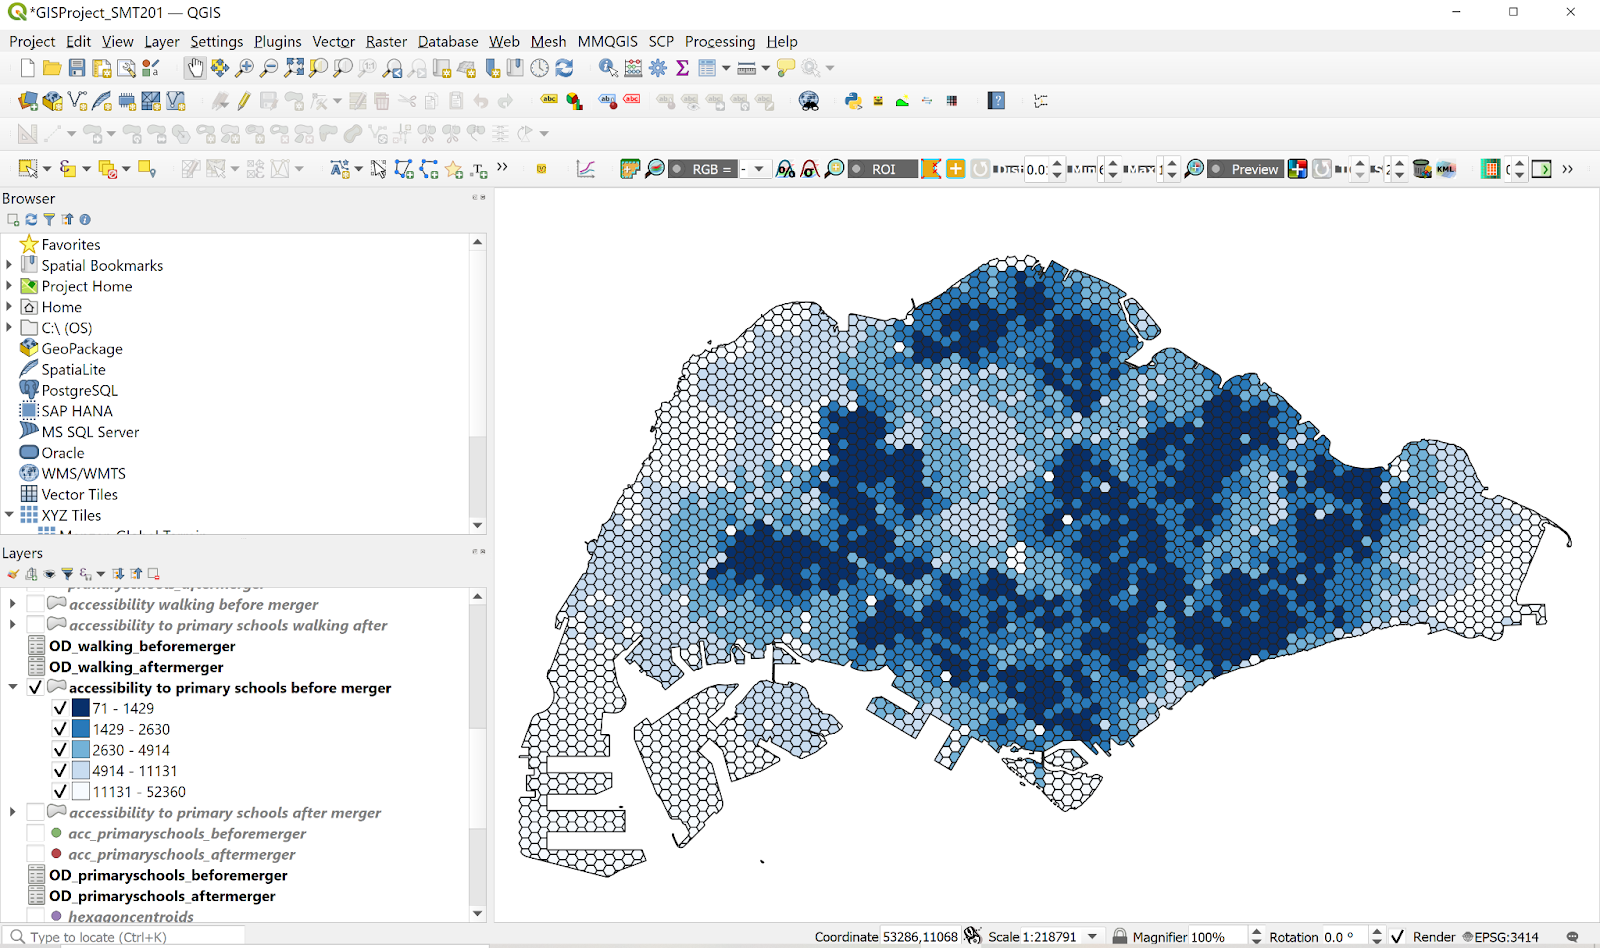 *GISProject_SMT201 — QGIS
Project Edit View Layer Settings Plugins Vector Raster Database Web Mesh MMQGIS SCP Processing Help
RGB = - ROI 0.0 Preview KML
Browser
Favorites
Spatial Bookmarks
Project Home
Home
C:\ (OS)
GeoPackage
SpatiaLite
PostgreSQL
SAP HANA
MS SQL Server
Oracle
WMS/WMTS
Vector Tiles
XYZ Tiles
Layers
accessibility walking before merger
accessibility to primary schools walking after
OD_walking_beforemerger
OD_walking_aftermerger
accessibility to primary schools before merger
71 - 1429
1429 - 2630
2630 - 4914
4914 - 11131
11131 - 52360
accessibility to primary schools after merger
acc_primaryschools_beforemerger
acc_primaryschools_aftermerger
OD_primaryschools_beforemerger
OD_primaryschools_aftermerger
hexagoncentroids
Type to locate (Ctrl+K)
Coordinate 53286,11068 Scale 1:218791 Magnifier 100% Rotation 0.0 ° Render EPSG:3414